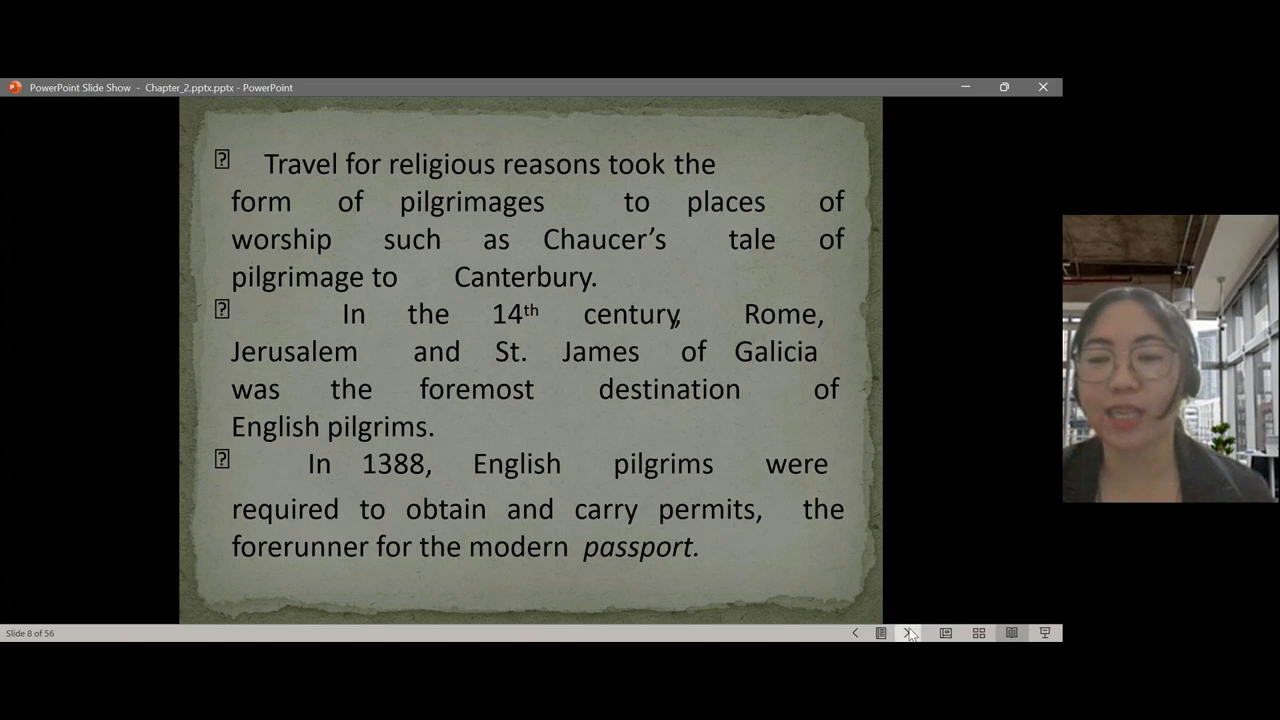 PowerPoint Slide Show - Chapter_2.pptx.pptx - PowerPoint
Travel for religious reasons took the
form of pilgrimages to places of
worship such as Chaucer’s tale of
pilgrimage to Canterbury.
In the 14th century, Rome,
Jerusalem and St. James of Galicia
was the foremost destination of
English pilgrims.
In 1388, English pilgrims were
required to obtain and carry permits, the
forerunner for the modern passport.
Slide 8 of 56